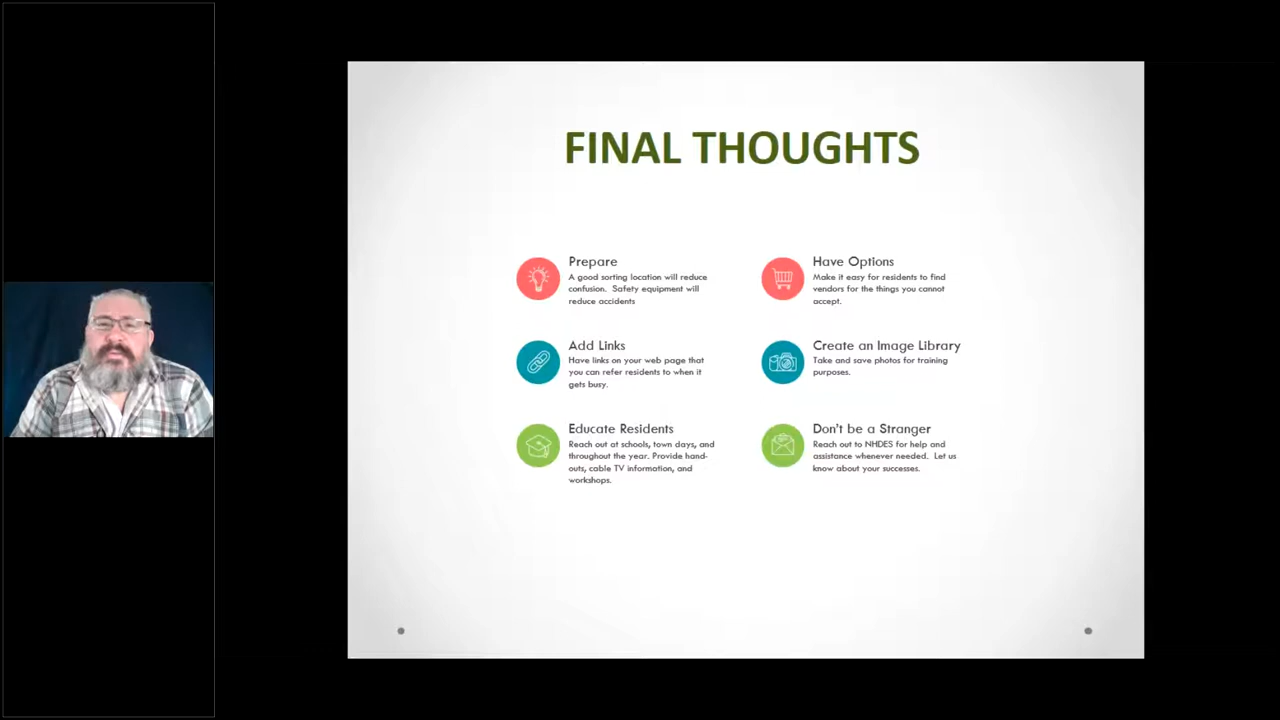 FINAL THOUGHTS
Prepare
A good sorting location will reduce
confusion. Safety equipment will
reduce accidents
Have Options
Make it easy for residents to find
vendors for the things you cannot
accept.
Add Links
Have links on your web page that
you can refer residents to when it
gets busy.
Create an Image Library
Take and save photos for training
purposes.
Educate Residents
Reach out at schools, town days, and
throughout the year. Provide hand-
outs, cable TV information, and
workshops.
Don't be a Stranger
Reach out to NHDES for help and
assistance whenever needed. Let us
know about your successes.